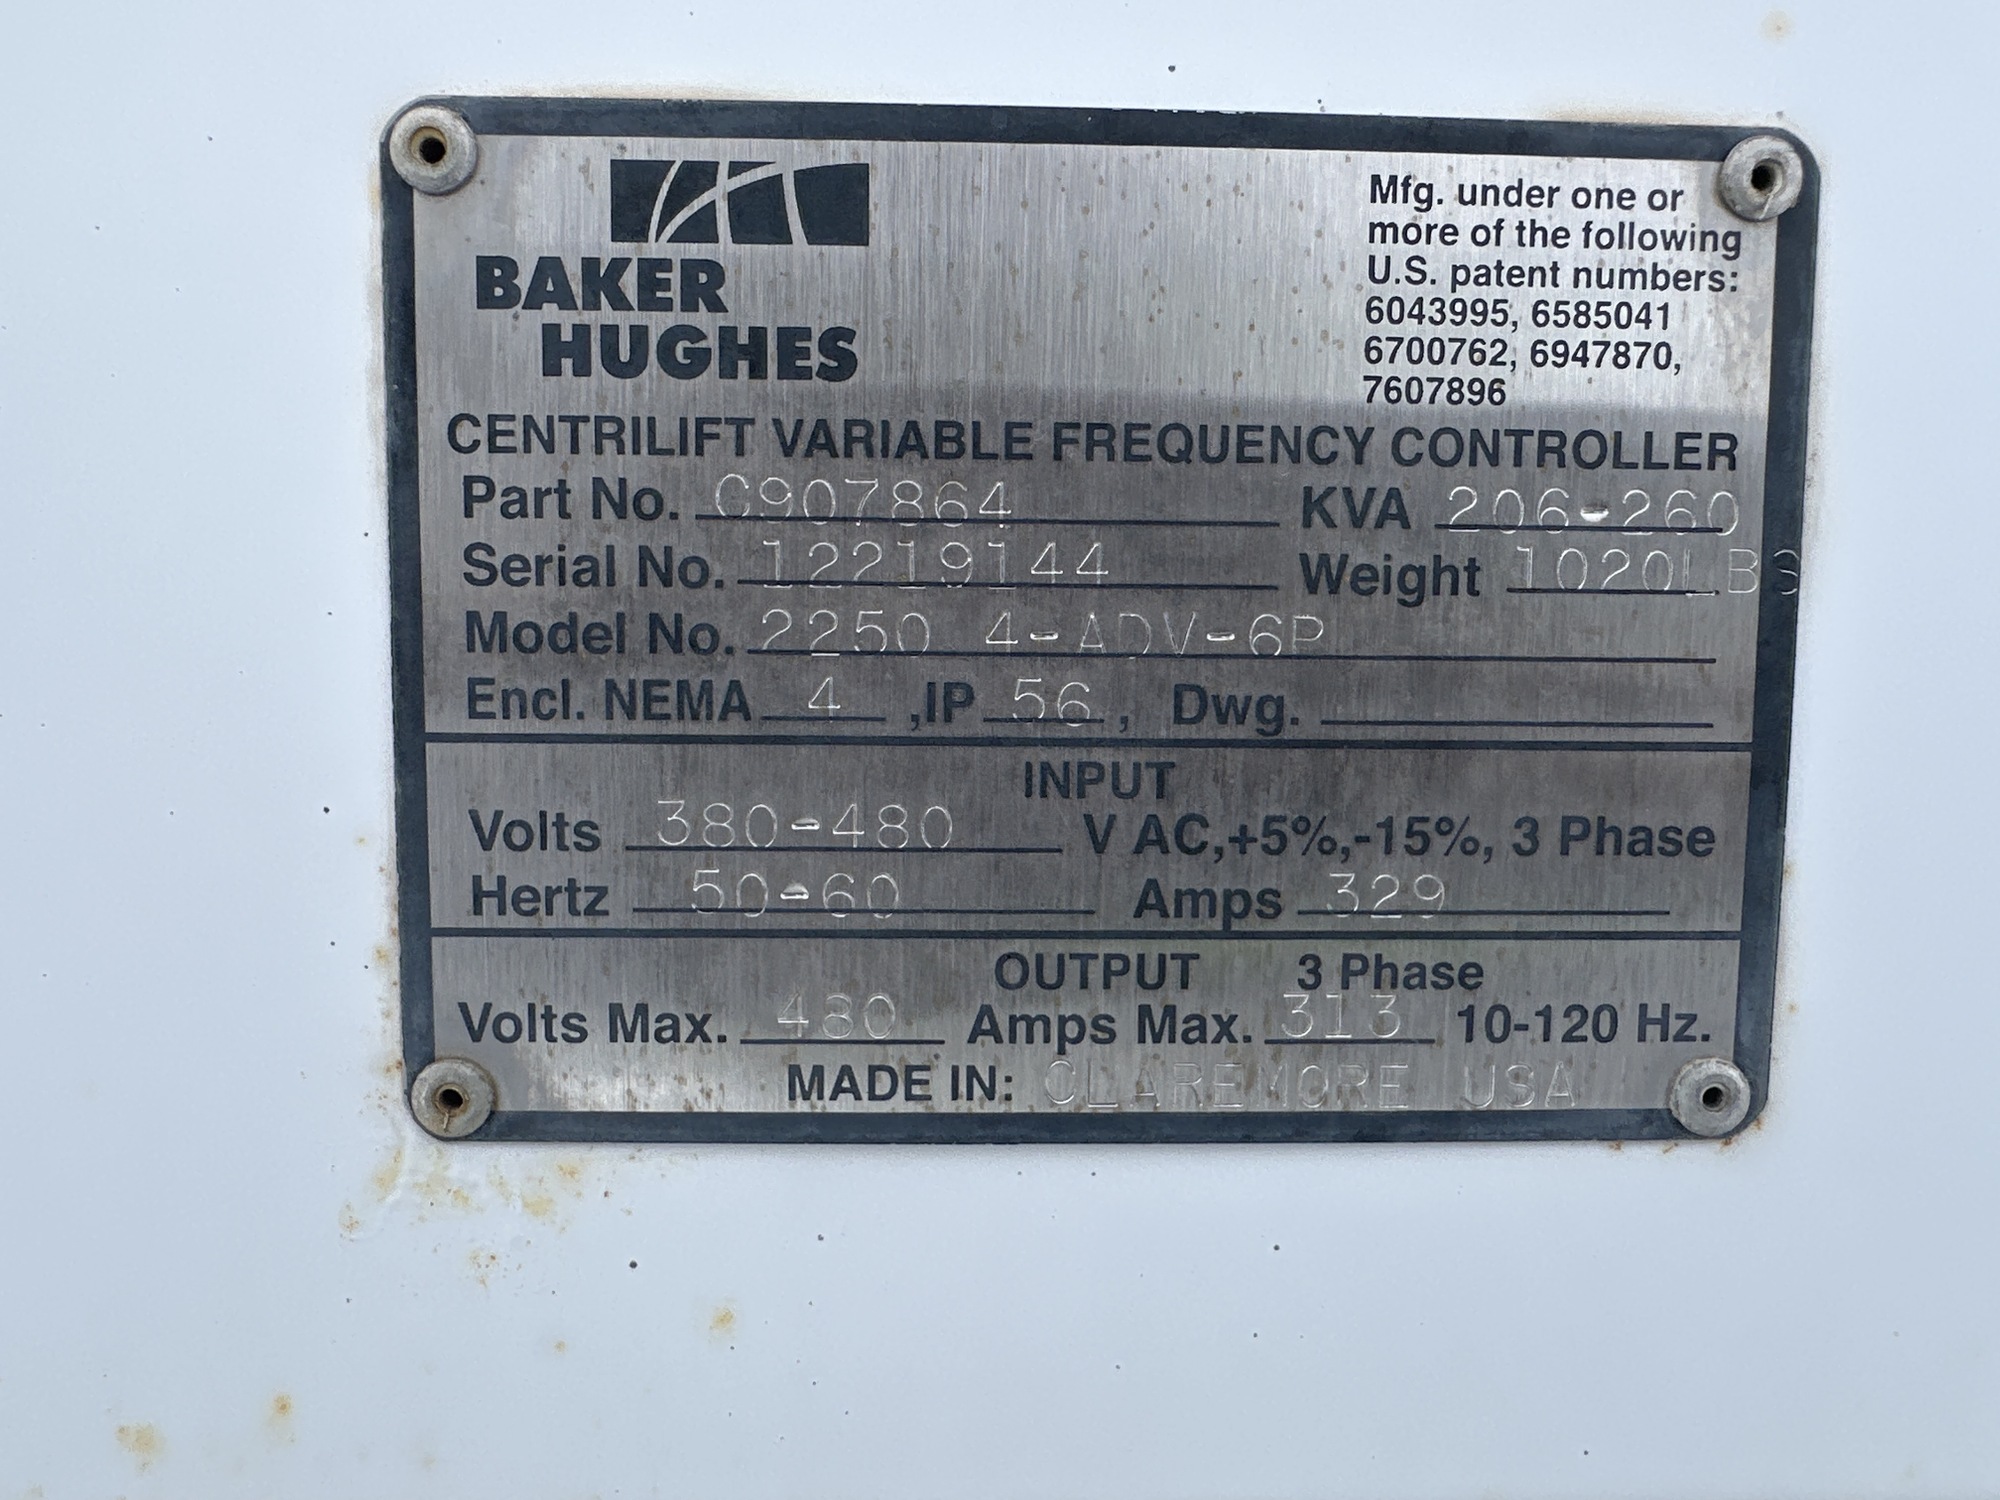 BAKER
HUGHES
Mfg. under one or
more of the following
U.S. patent numbers:
6043995, 6585041
6700762, 6947870,
7607896
CENTRILIFT VARIABLE FREQUENCY CONTROLLER
Part No. C907864 KVA 206-260
Serial No. 12219144 Weight 1020LBS
Model No. 2250 4-ADV-6P
Encl. NEMA 4 ,IP 56, Dwg.
INPUT
Volts 380-480 V AC,+5%,-15%, 3 Phase
Hertz 50-60 Amps 329
OUTPUT 3 Phase
Volts Max. 480 Amps Max. 313 10-120 Hz.
MADE IN: CLAREMORE USA